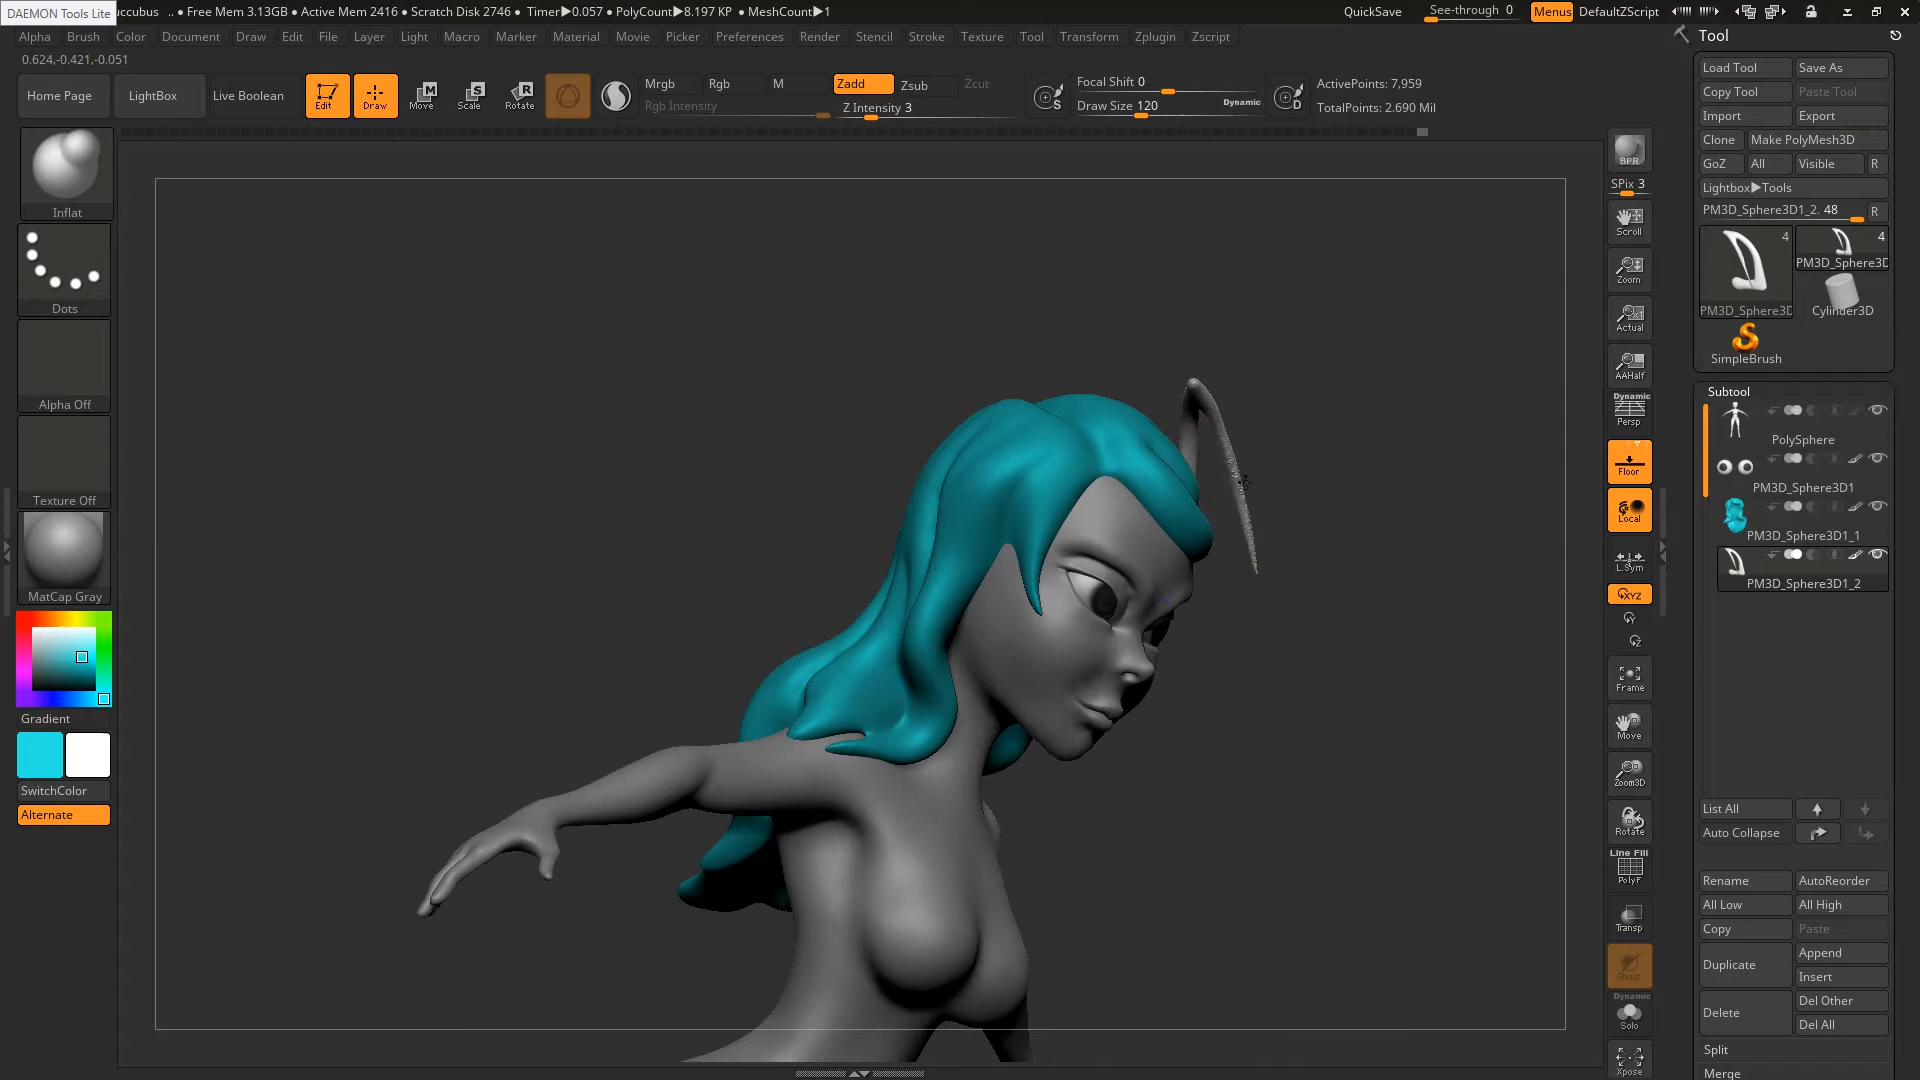 DAEMON Tools Lite
ccubus .. ● Free Mem 3.13GB ● Active Mem 2416 ● Scratch Disk 2746 ● Timer▶0.057 ● PolyCount▶8.197 KP ● MeshCount▶1
QuickSave See-through 0 Menus DefaultZScript
Alpha Brush Color Document Draw Edit File Layer Light Macro Marker Material Movie Picker Preferences Render Stencil Stroke Texture Tool Transform Zplugin Zscript
0.624,-0.421,-0.051
Home Page LightBox Live Boolean
Edit Draw Move Scale Rotate
M S R
Mrgb Rgb M Zadd Zsub Zcut
Rgb Intensity Z Intensity 3
S Focal Shift 0
Draw Size 120 Dynamic
D ActivePoints: 7,959
TotalPoints: 2.690 Mil
Inflat
Dots
Alpha Off
Texture Off
MatCap Gray
Gradient
SwitchColor
Alternate
BPR
SPix 3
Scroll
Zoom
Actual
AAHalf
Dynamic
Persp
Floor
Local
L.Sym
XYZ
Y
Z
Frame
Move
Zoom3D
Rotate
Line Fill
PolyF
Transp
Ghost
Dynamic
Solo
Xpose
Tool
Load Tool Save As
Copy Tool Paste Tool
Import Export
Clone Make PolyMesh3D
GoZ All Visible R
Lightbox▶Tools
PM3D_Sphere3D1_2. 48 R
4 4
PM3D_Sphere3D
PM3D_Sphere3D Cylinder3D
SimpleBrush
Subtool
PolySphere
PM3D_Sphere3D1
PM3D_Sphere3D1_1
PM3D_Sphere3D1_2
List All
Auto Collapse
Rename AutoReorder
All Low All High
Copy Paste
Duplicate Append
Insert
Delete Del Other
Del All
Split
Merge